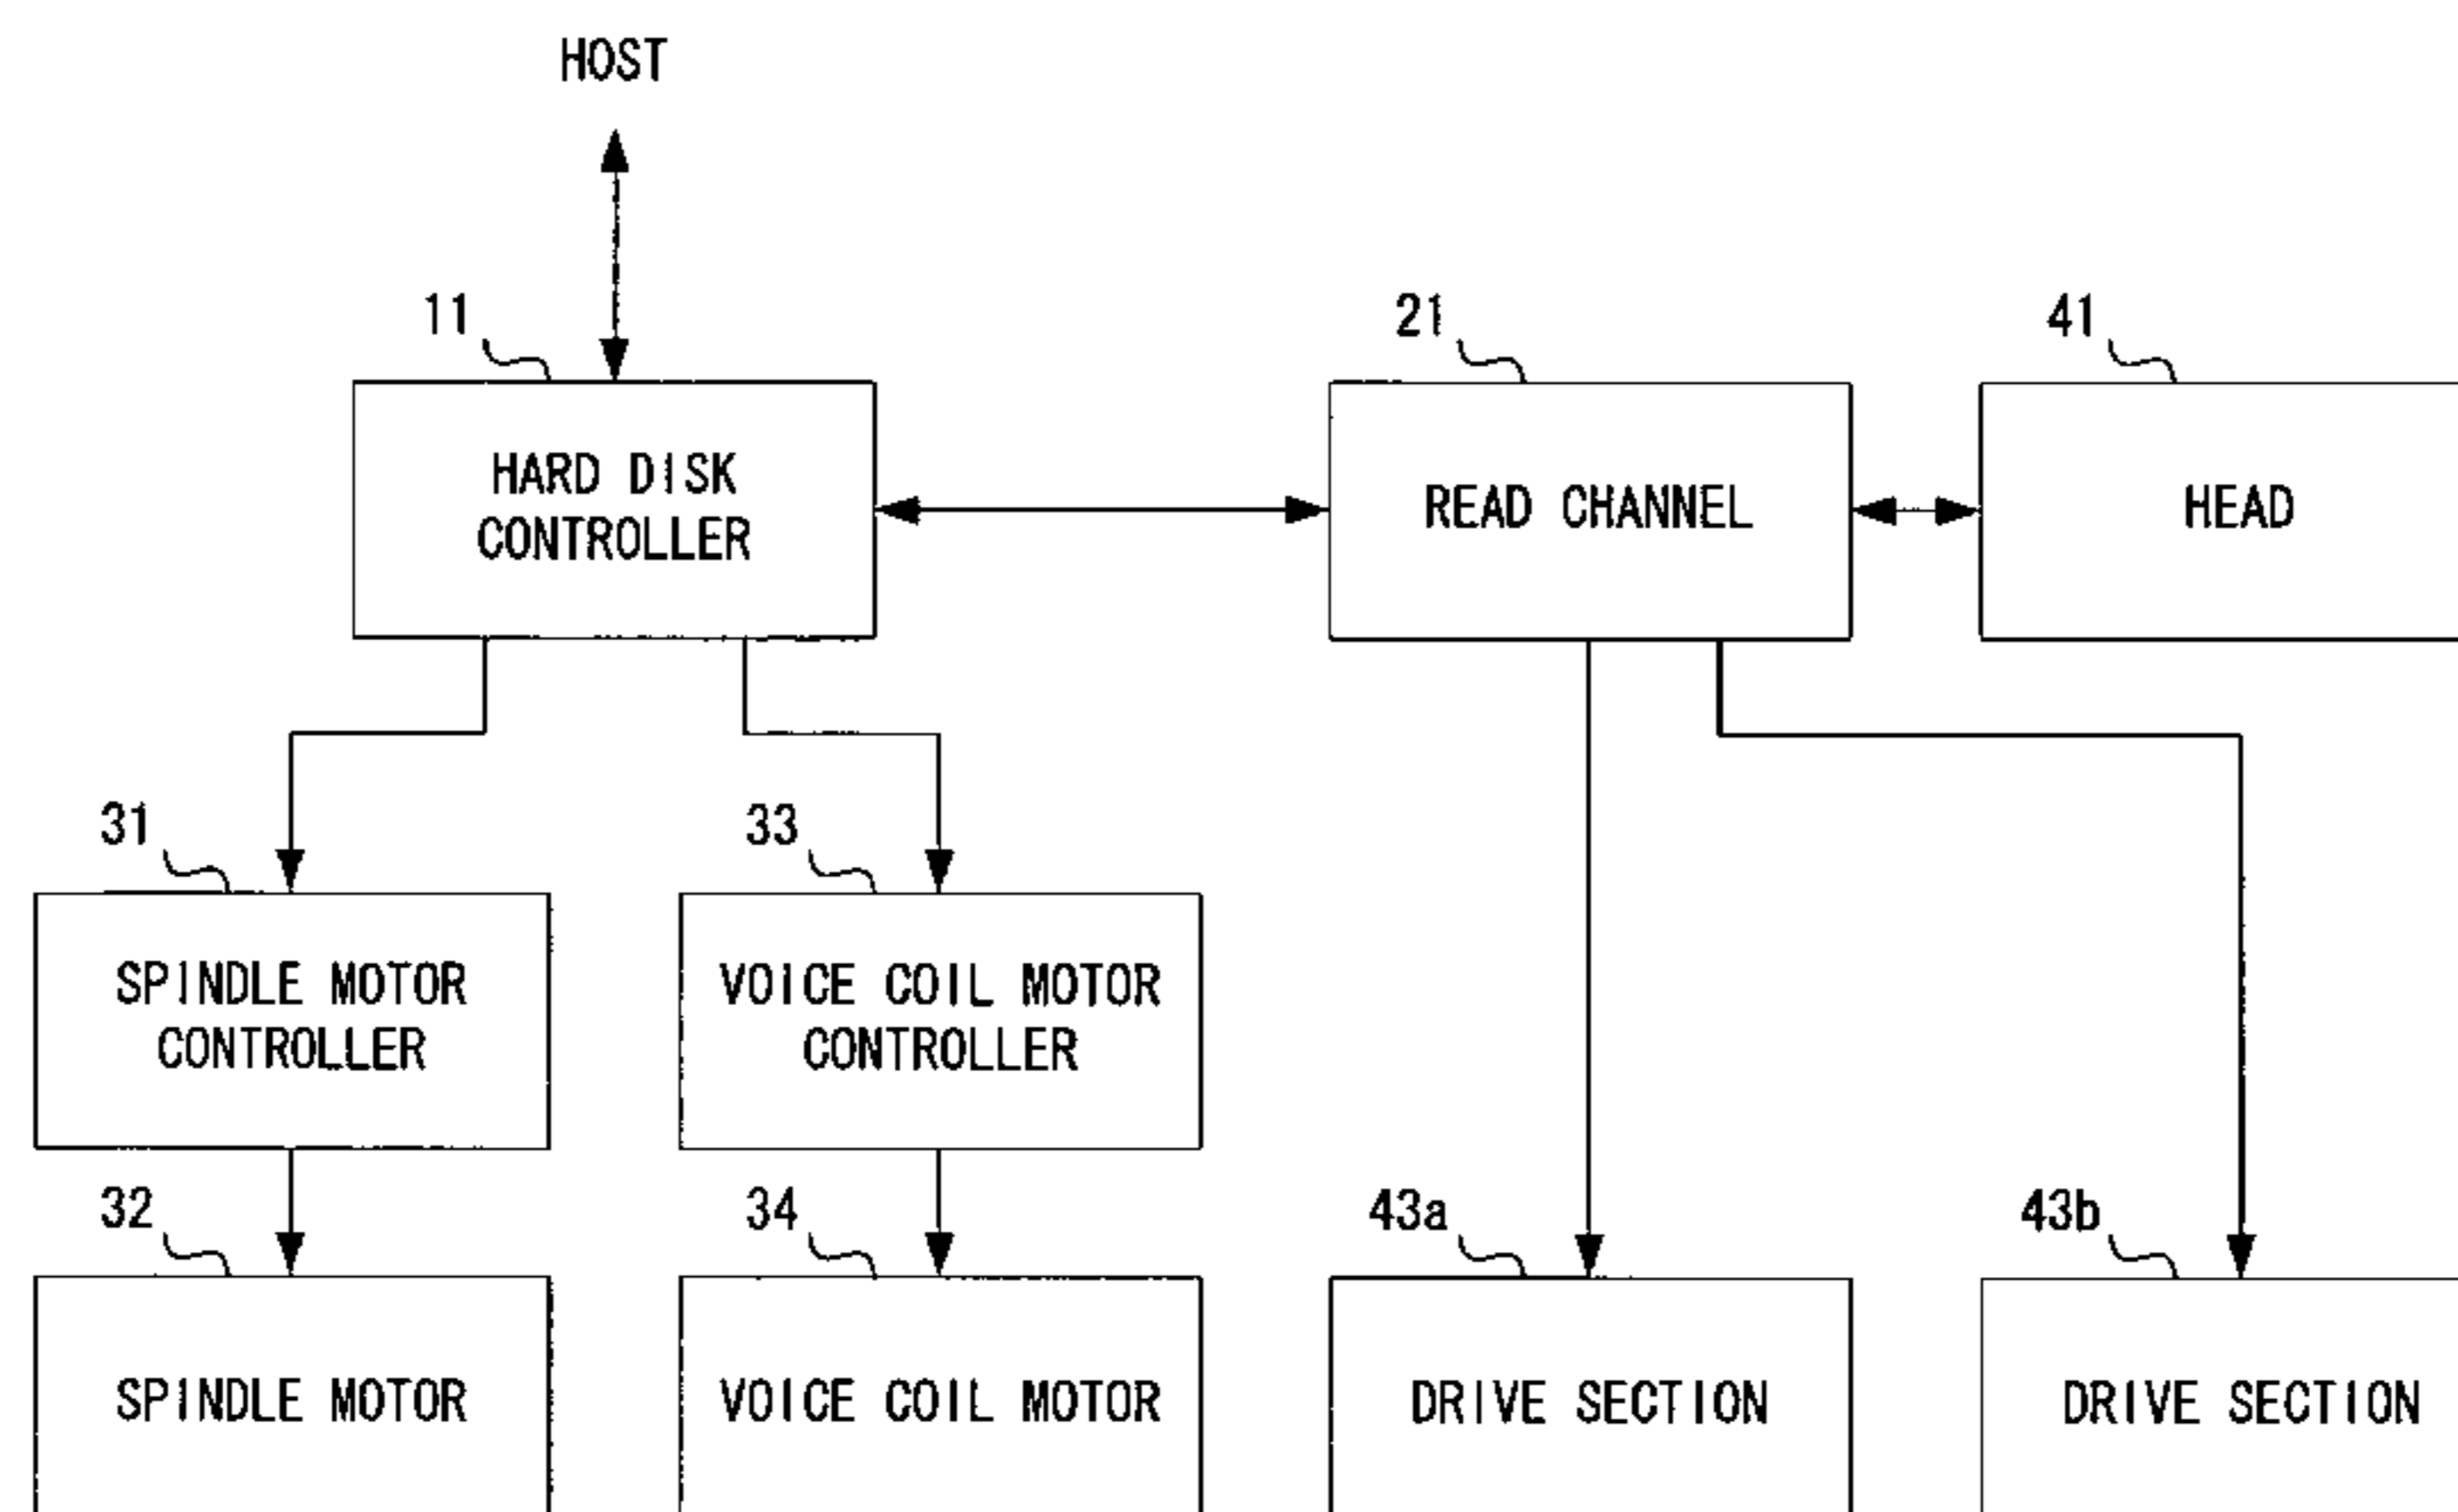 HOST
11
21
41
HARD DISK
CONTROLLER
READ CHANNEL
HEAD
31
33
SPINDLE MOTOR
CONTROLLER
VOICE COIL MOTOR
CONTROLLER
32
34
43a
43b
SPINDLE MOTOR
VOICE COIL MOTOR
DRIVE SECTION
DRIVE SECTION